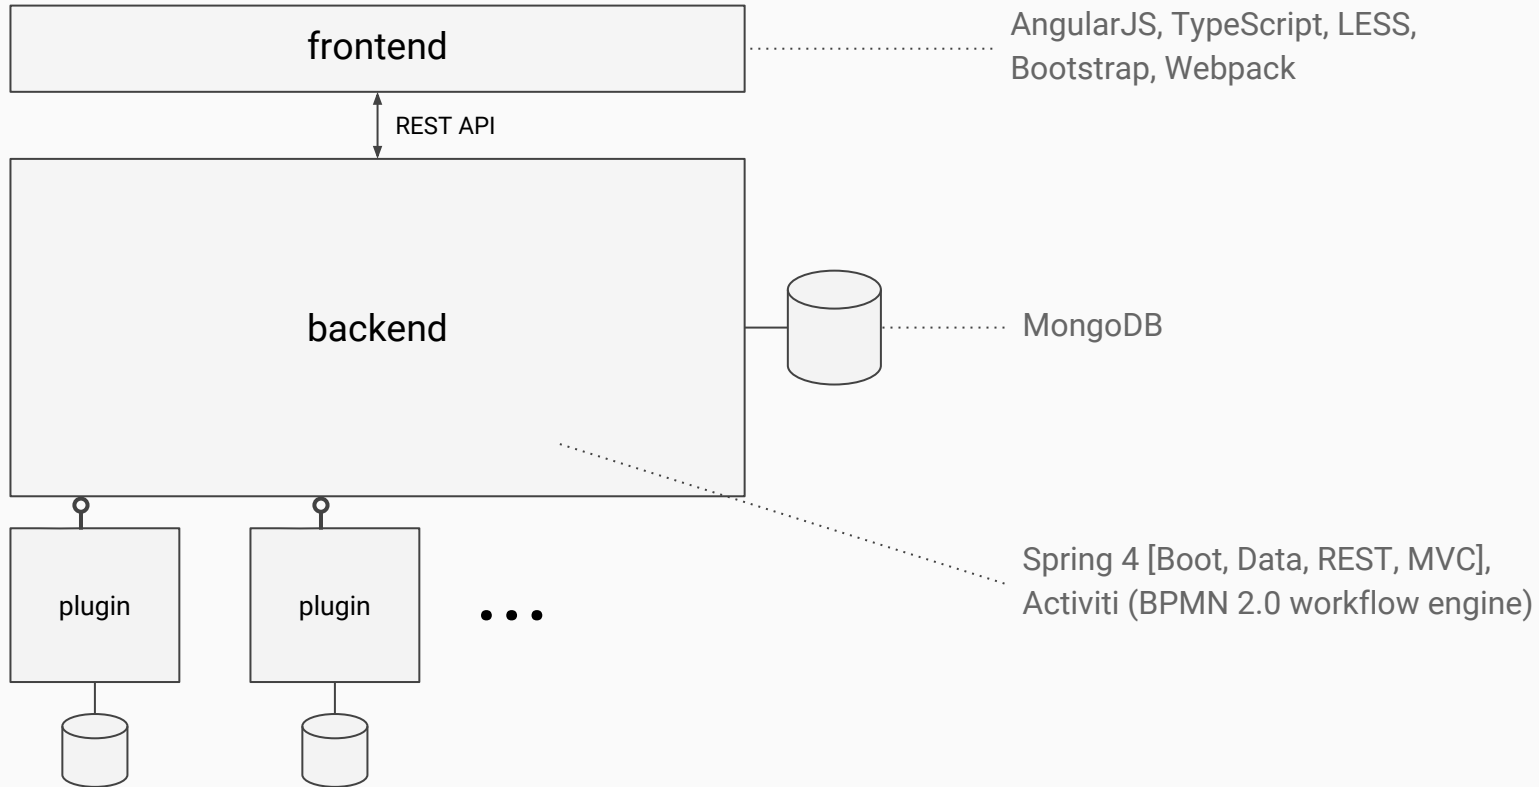 frontend
AngularJS, TypeScript, LESS,
Bootstrap, Webpack
REST API
backend
MongoDB
Spring 4 [Boot, Data, REST, MVC],
Activiti (BPMN 2.0 workflow engine)
plugin
plugin
...